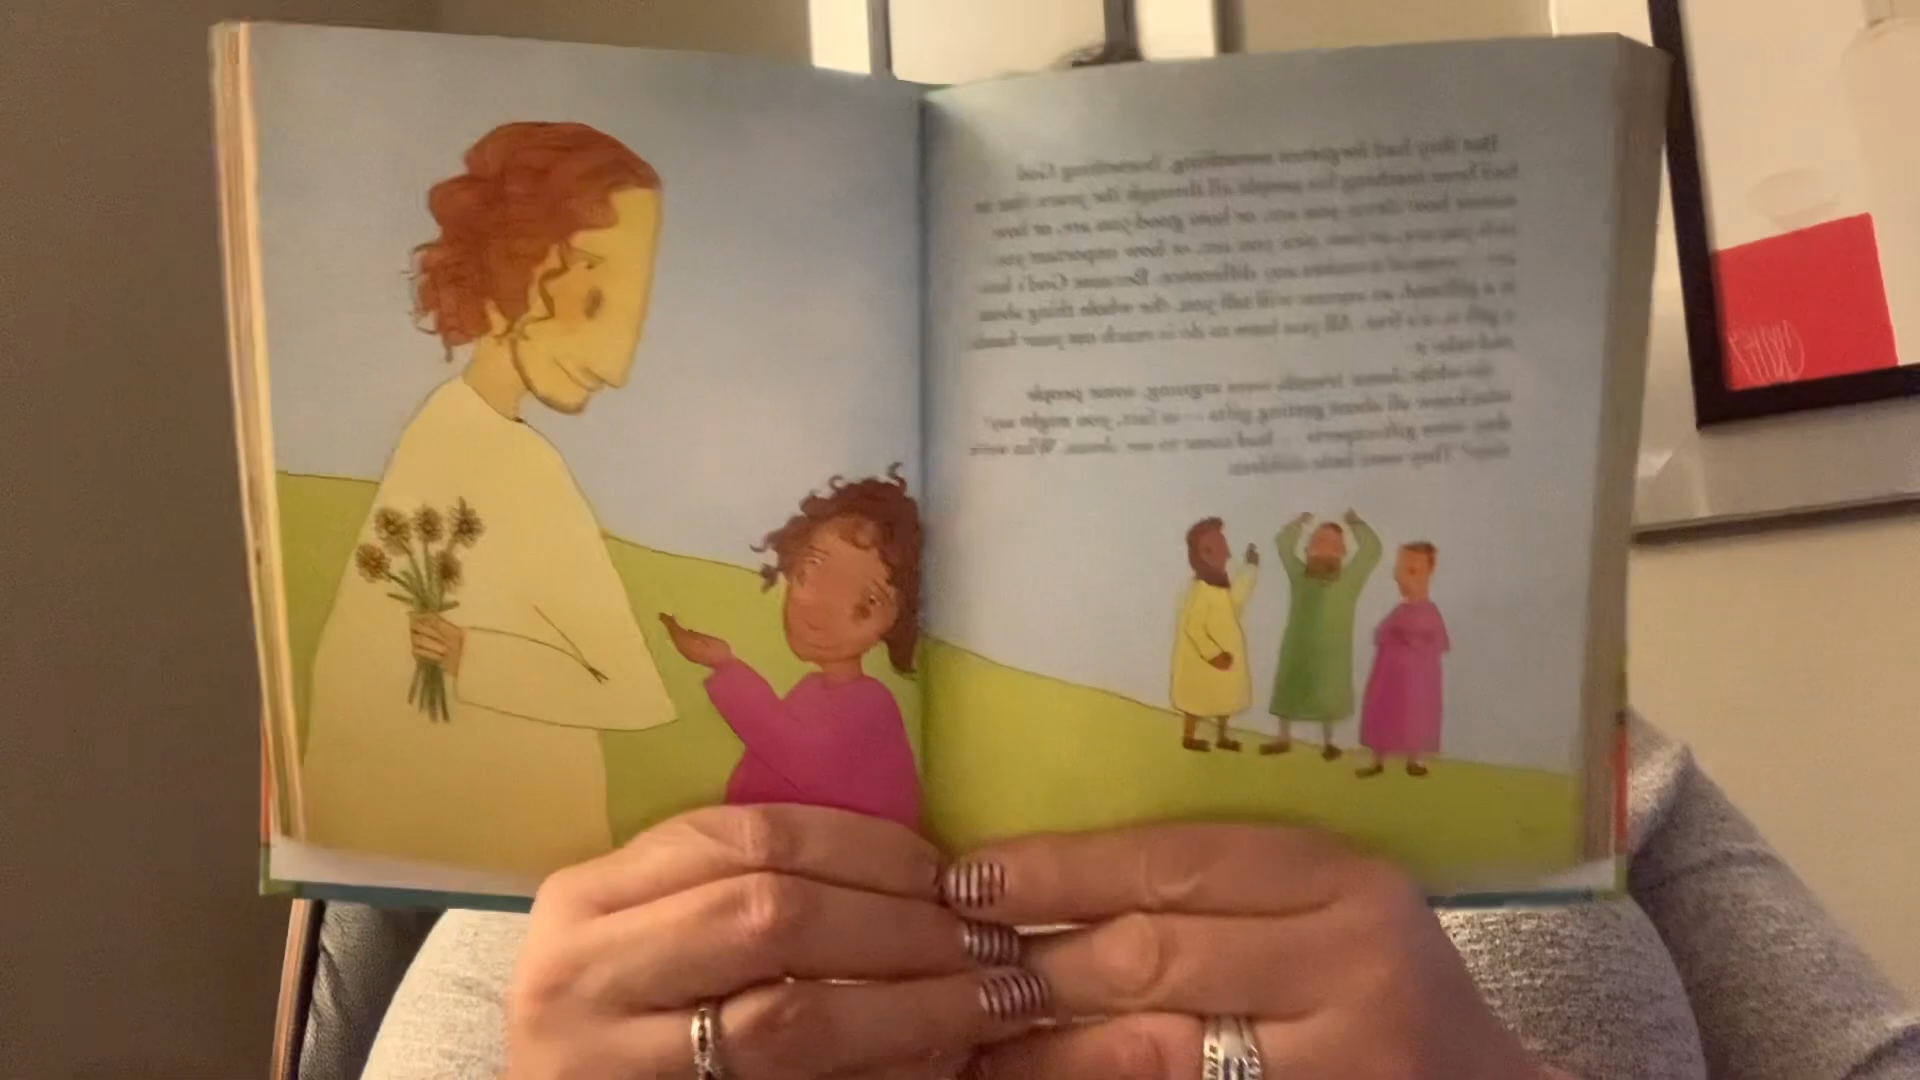 But they had forgotten something. Something God
had been teaching his people all through the years: that no
matter how clever you are, or how good you are, or how
rich you are, or how nice you are, or how important you
are — none of it makes any difference. Because God's love
is a gift and, as anyone will tell you, the whole thing about
a gift is, it's free. All you have to do is reach out your hands
and take it.
So while Jesus' friends were arguing, some people
who knew all about getting gifts — in fact, you might say
they were gift experts — had come to see Jesus. Who were
they? They were little children.